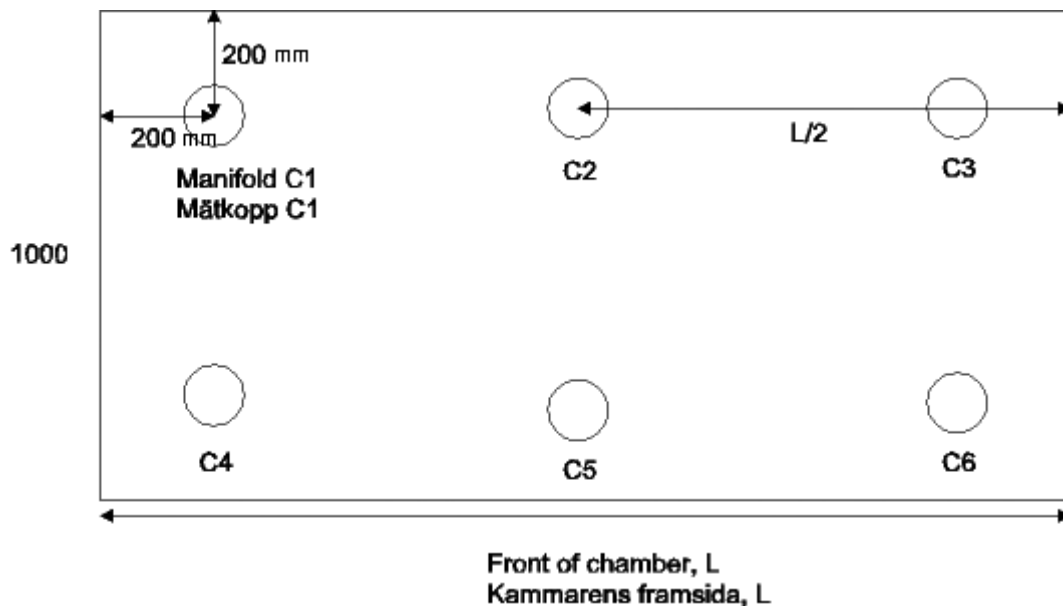 200 mm
200 mm
L/2
Manifold C1
Mätkopp C1
C2
C3
1000
C4
C5
C6
Front of chamber, L
Kammarens framsida, L